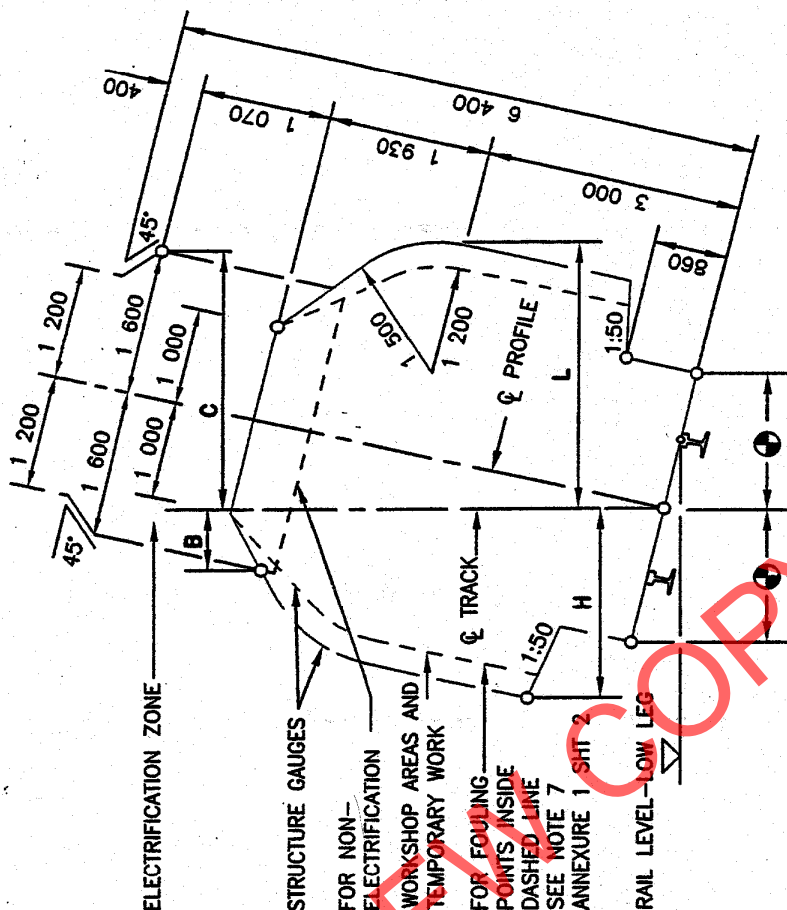 400
1 200
1 200
1 600
1 600
1 000
1 000
45°
45°
C
B
1 070
1 930
3 000
6 400
860
1 500
1 200
℄ PROFILE
L
1:50
1:50
℄ TRACK
H
ELECTRIFICATION ZONE
STRUCTURE GAUGES
FOR NON-
ELECTRIFICATION
WORKSHOP AREAS AND
TEMPORARY WORK
FOR FOULING
POINTS INSIDE
DASHED LINE
SEE NOTE 7
ANNEXURE 1 SHT 2
RAIL LEVEL-LOW LEG
EW COPY